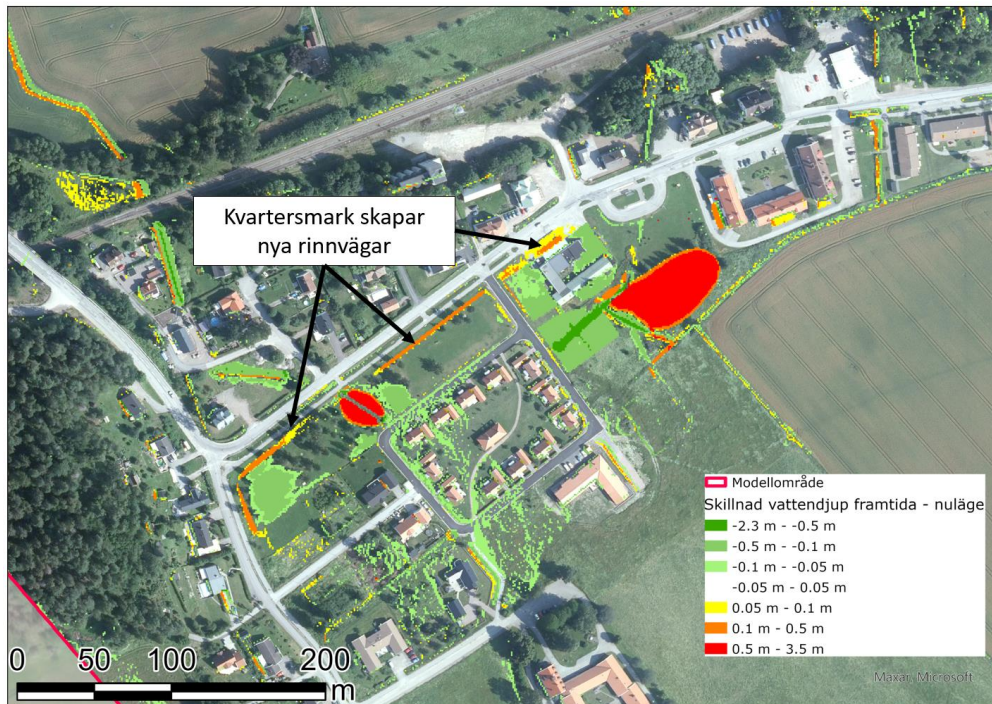 Kvartersmark skapar
nya rinnvägar
Modellområde
Skillnad vattendjup framtida - nuläge
-2.3 m - -0.5 m
-0.5 m - -0.1 m
-0.1 m - -0.05 m
-0.05 m - 0.05 m
0.05 m - 0.1 m
0.1 m - 0.5 m
0.5 m - 3.5 m
0 50 100 200
m
Maxar, Microsoft